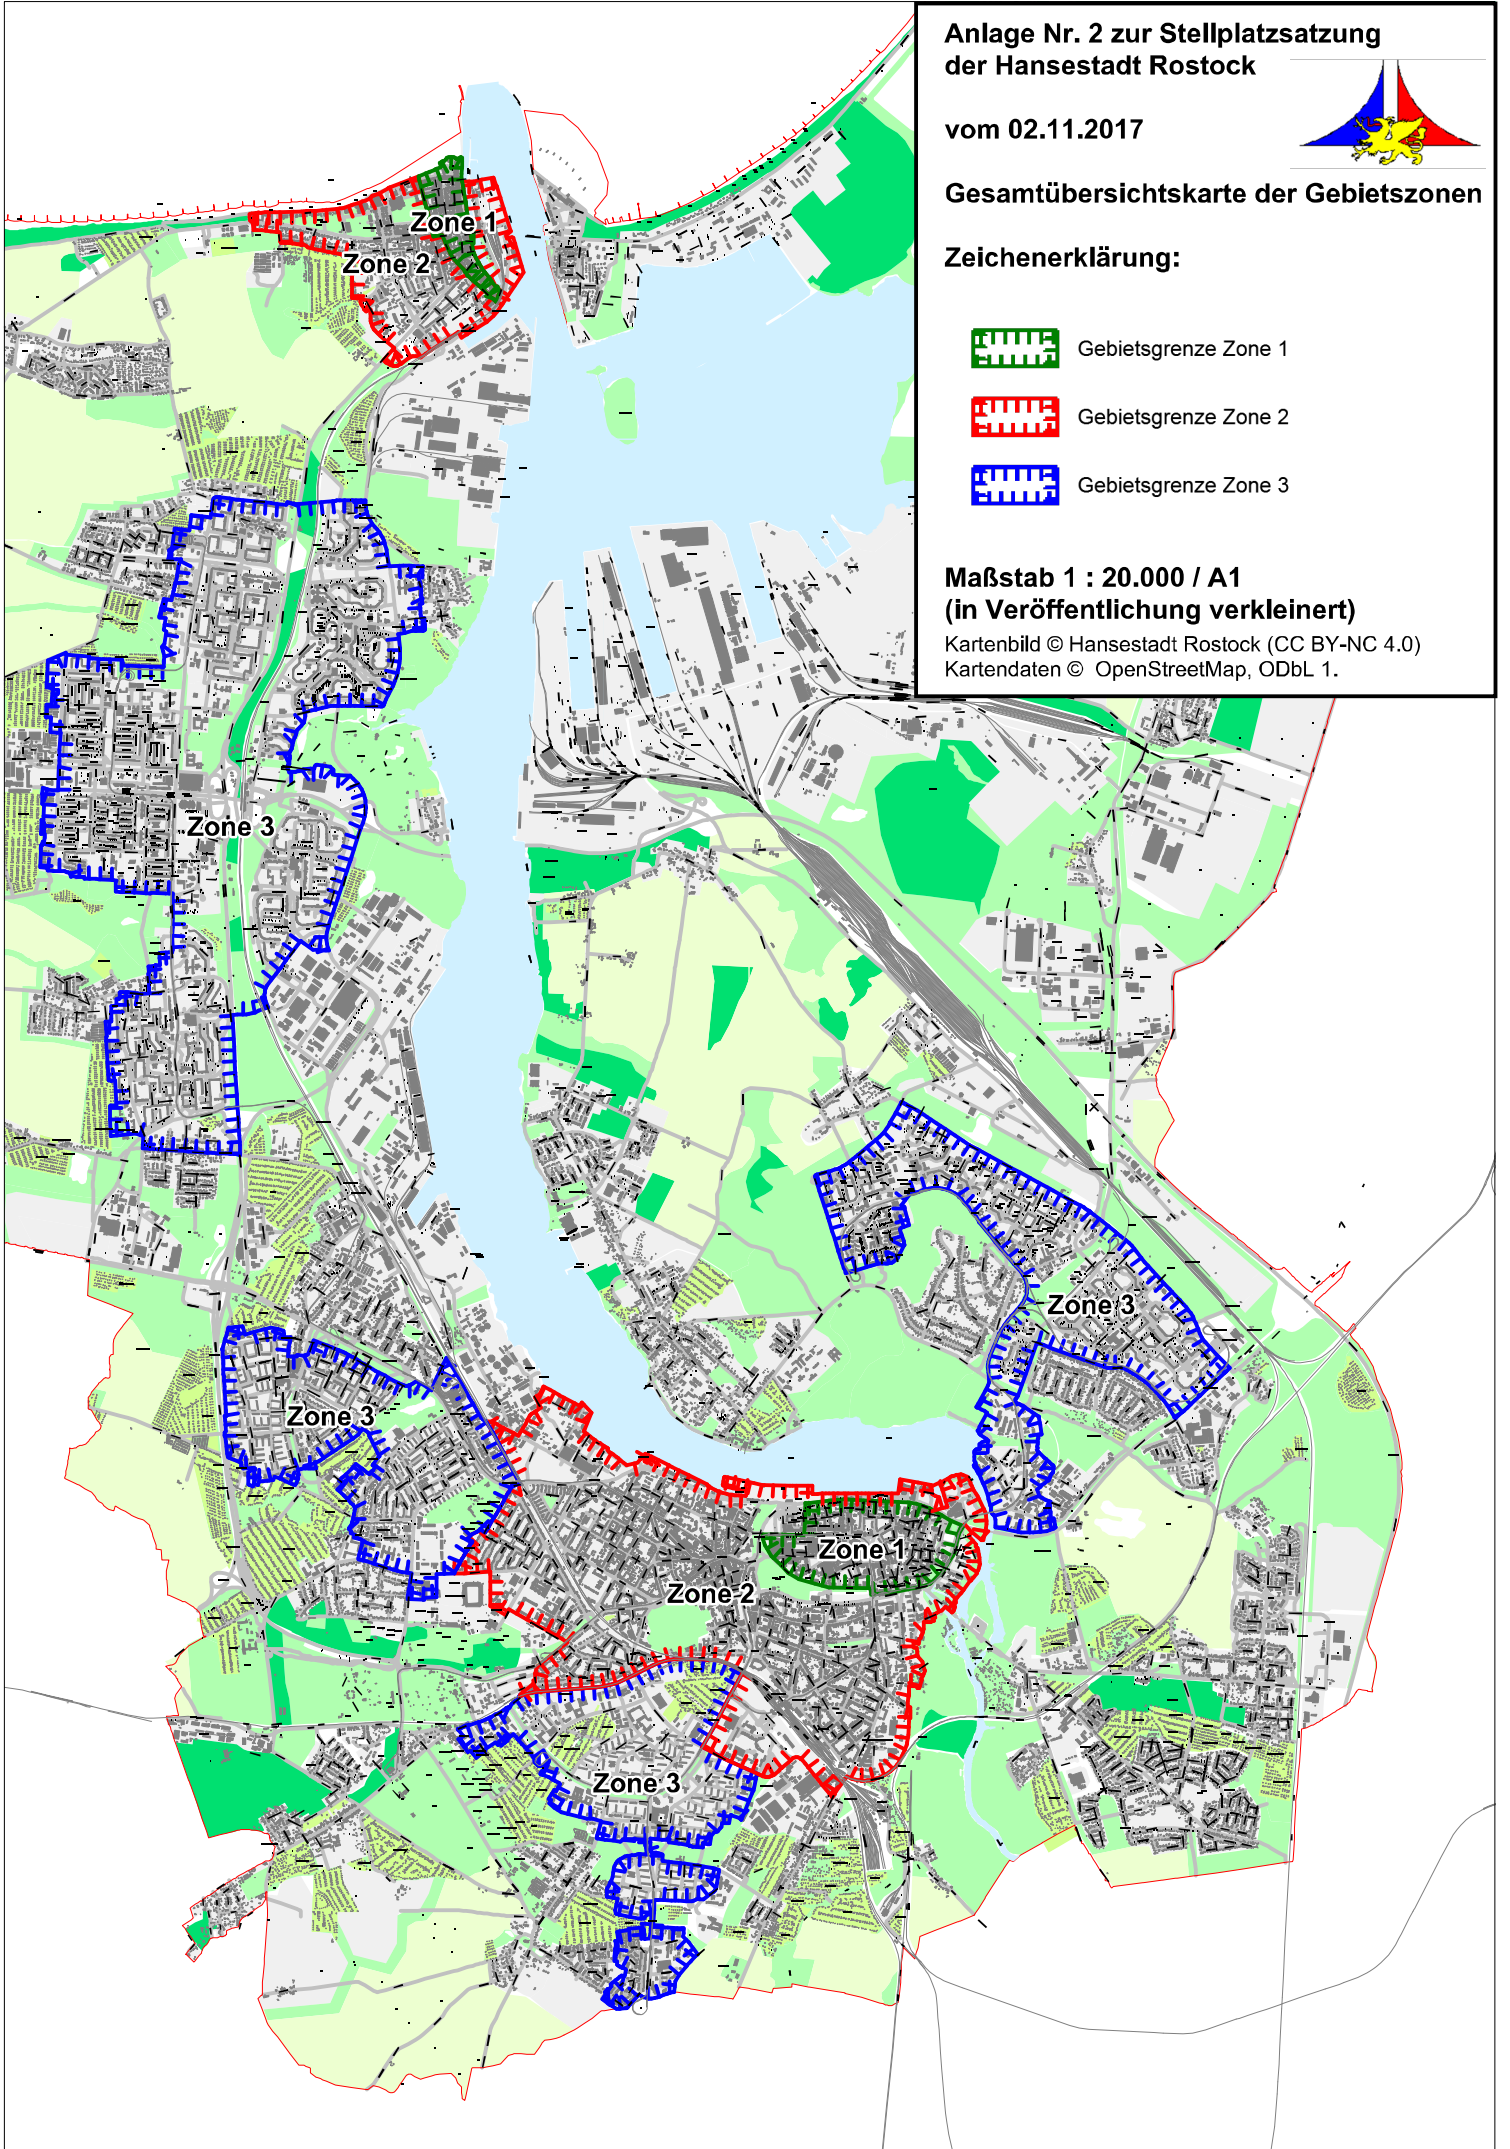 Anlage Nr. 2 zur Stellplatzsatzung
der Hansestadt Rostock
vom 02.11.2017
Gesamtübersichtskarte der Gebietszonen
Zeichenerklärung:
Gebietsgrenze Zone 1
Gebietsgrenze Zone 2
Gebietsgrenze Zone 3
Maßstab 1 : 20.000 / A1
(in Veröffentlichung verkleinert)
Kartenbild © Hansestadt Rostock (CC BY-NC 4.0)
Kartendaten © OpenStreetMap, ODbL 1.
Zone 1
Zone 2
Zone 3
Zone 3
Zone 3
Zone 1
Zone 2
Zone 3